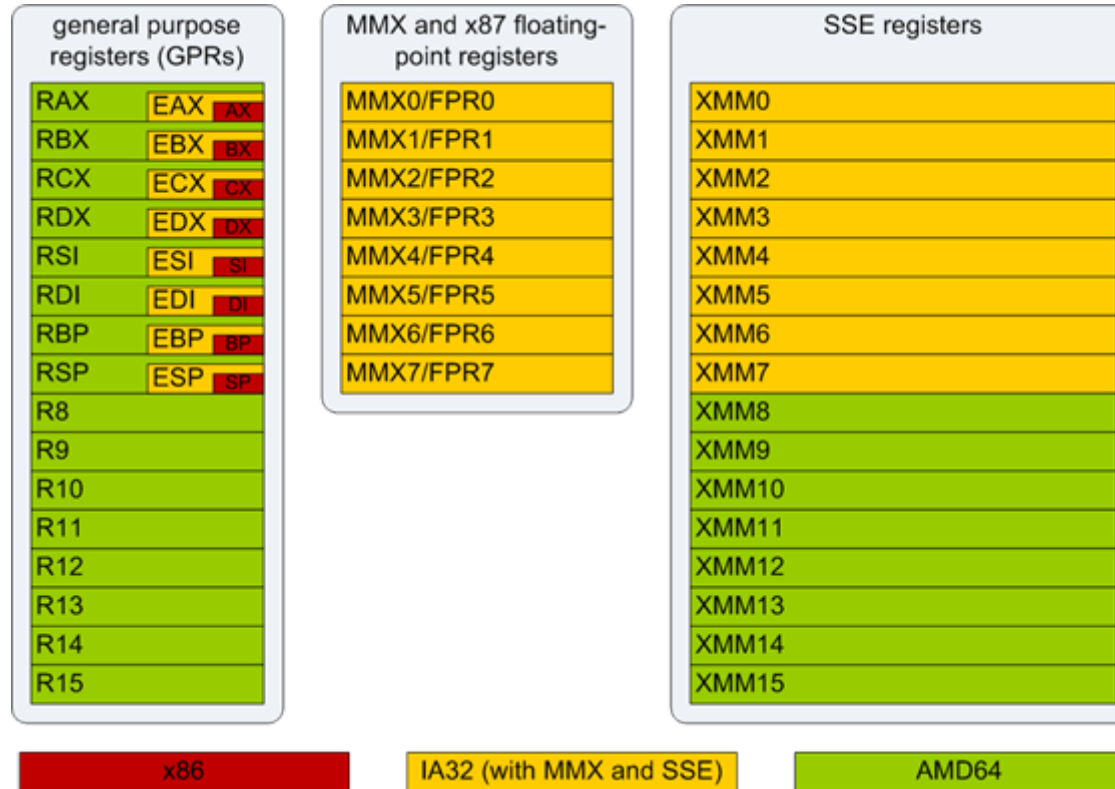 general purpose
registers (GPRs)
RAX EAX AX
RBX EBX BX
RCX ECX CX
RDX EDX DX
RSI ESI SI
RDI EDI DI
RBP EBP BP
RSP ESP SP
R8
R9
R10
R11
R12
R13
R14
R15
MMX and x87 floating-
point registers
MMX0/FPR0
MMX1/FPR1
MMX2/FPR2
MMX3/FPR3
MMX4/FPR4
MMX5/FPR5
MMX6/FPR6
MMX7/FPR7
SSE registers
XMM0
XMM1
XMM2
XMM3
XMM4
XMM5
XMM6
XMM7
XMM8
XMM9
XMM10
XMM11
XMM12
XMM13
XMM14
XMM15
x86
IA32 (with MMX and SSE)
AMD64